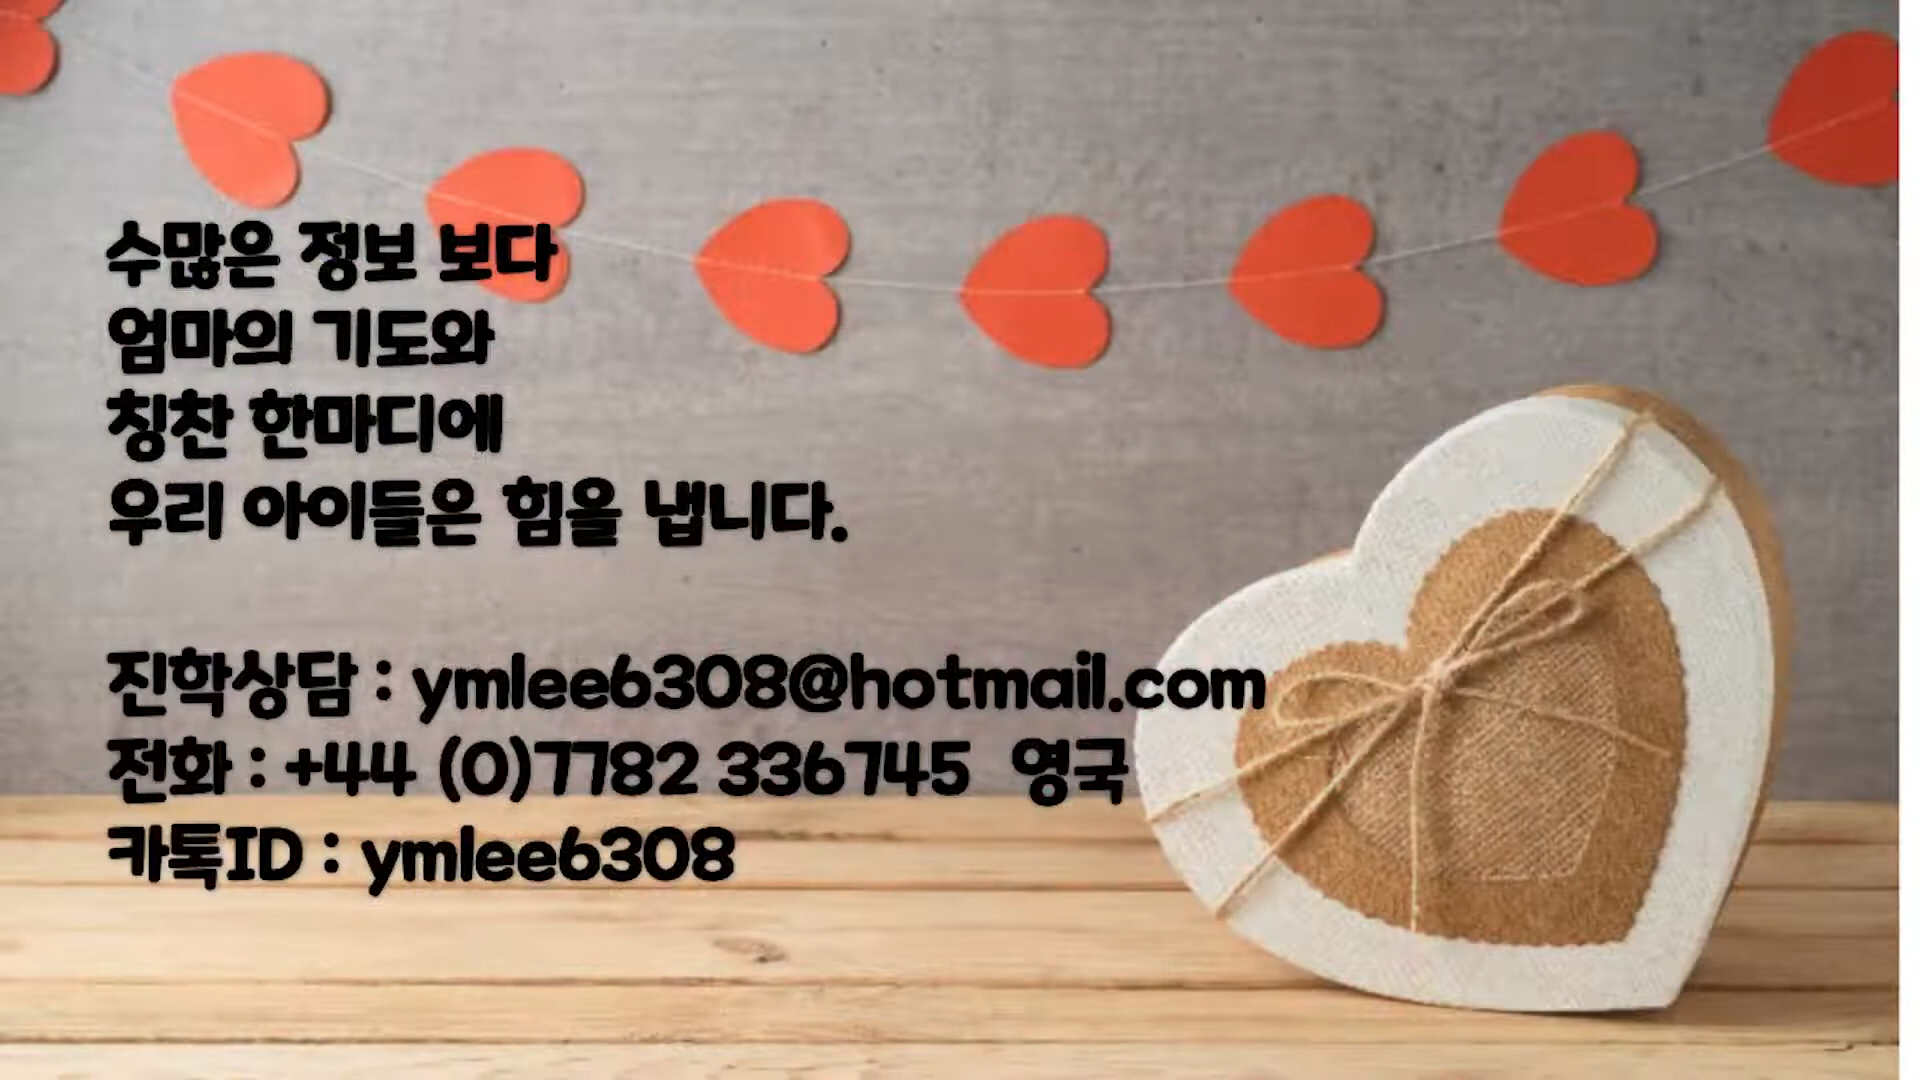 수많은 정보 보다
엄마의 기도와
칭찬 한마디에
우리 아이들은 힘을 냅니다.
진학상담 : ymlee6308@hotmail.com
전화 : +44 (0)7782 336745 영국
카톡ID : ymlee6308